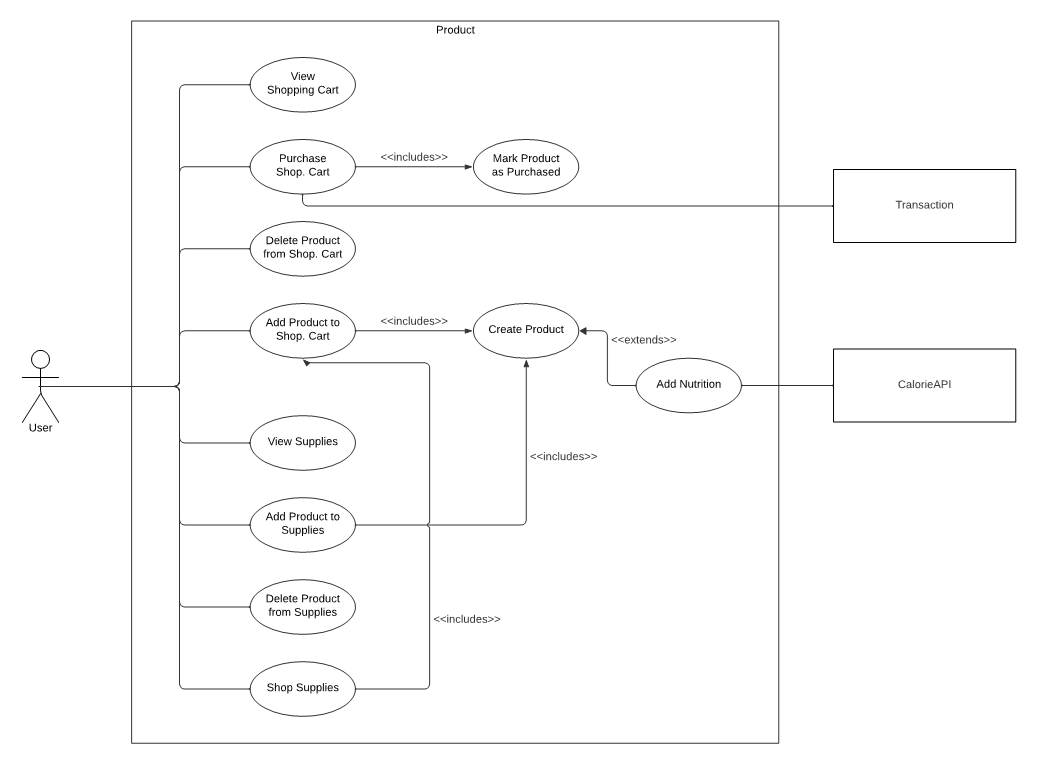 Product
View
Shopping Cart
Purchase
Shop. Cart
<<includes>>
Mark Product
as Purchased
Transaction
Delete Product
from Shop. Cart
Add Product to
Shop. Cart
<<includes>>
Create Product
<<extends>>
Add Nutrition
CalorieAPI
User
View Supplies
<<includes>>
Add Product to
Supplies
Delete Product
from Supplies
<<includes>>
Shop Supplies